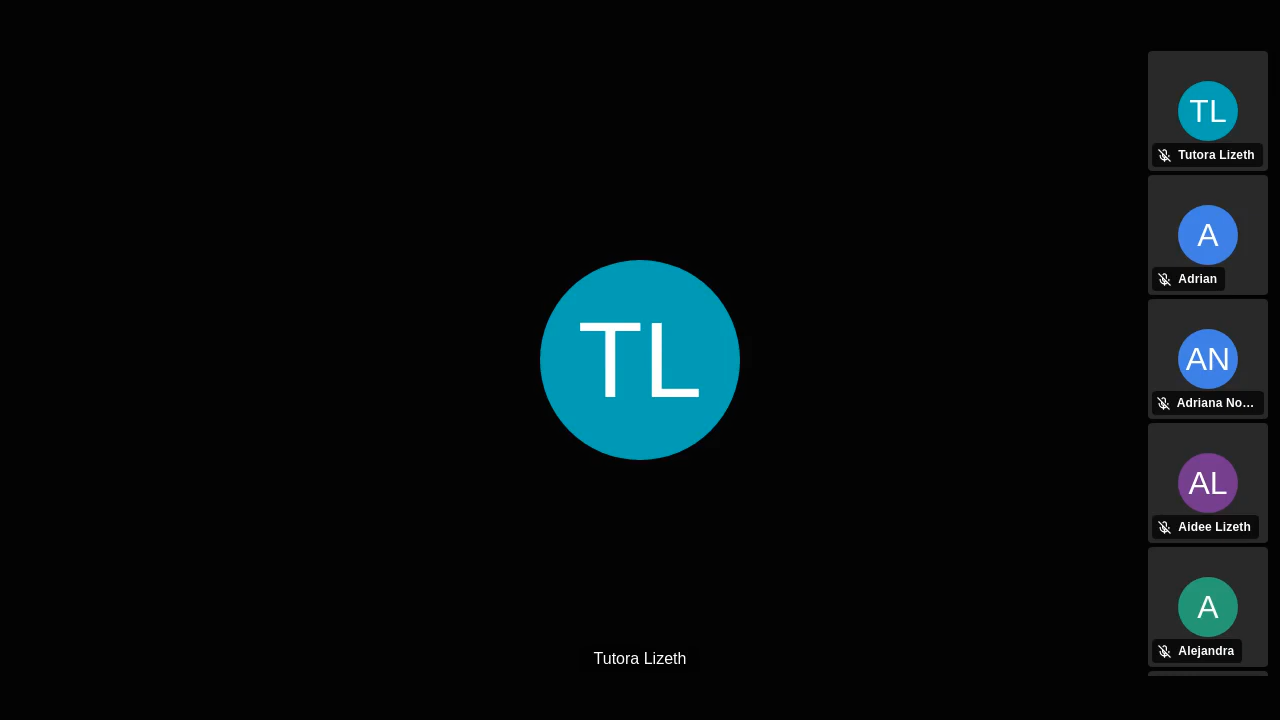 TL
Tutora Lizeth
TL
Tutora Lizeth
A
Adrian
AN
Adriana No...
AL
Aidee Lizeth
A
Alejandra